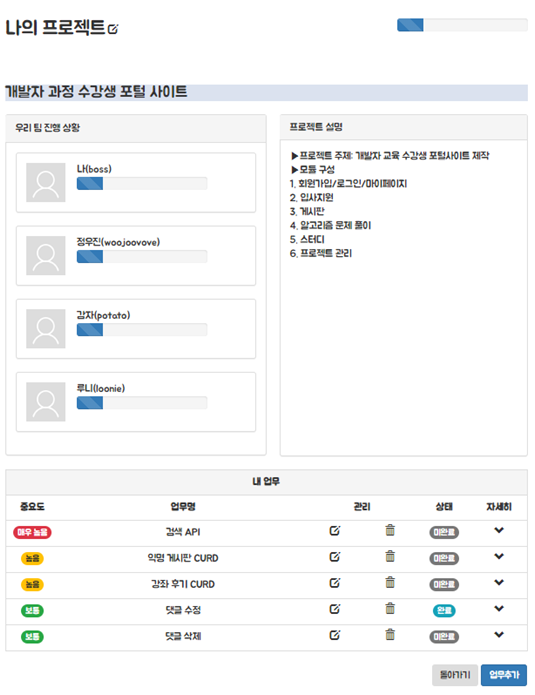 나의 프로젝트
개발자 과정 수강생 포털 사이트
우리 팀 진행 상황
나(boss)
정우진(woojoovove)
감자(potato)
루니(loonie)
프로젝트 설명
▶프로젝트 주제: 개발자 교육 수강생 포털사이트 제작
▶모듈 구성
1. 회원가입/로그인/마이페이지
2. 입사지원
3. 게시판
4. 알고리즘 문제 풀이
5. 스터디
6. 프로젝트 관리
내 업무
중요도 업무명 관리 상태 자세히
매우 높음 검색 API 미완료
높음 익명 게시판 CURD 미완료
높음 강좌 후기 CURD 미완료
보통 댓글 수정 완료
보통 댓글 삭제 미완료
돌아가기 업무추가